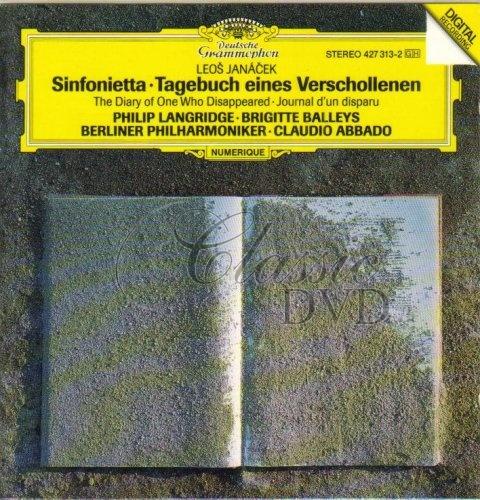 DIGITAL
RECORDING
Deutsche
Grammophon
STEREO 427 313-2 GH
LEOŠ JANÁČEK
Sinfonietta · Tagebuch eines Verschollenen
The Diary of One Who Disappeared · Journal d'un disparu
PHILIP LANGRIDGE · BRIGITTE BALLEYS
BERLINER PHILHARMONIKER · CLAUDIO ABBADO
NUMERIQUE
Classic
DVD